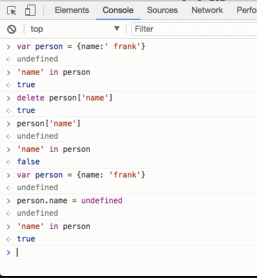 Elements Console Sources Network Perform
top ▼ Filter
> var person = {name:' frank'}
< undefined
> 'name' in person
< true
> delete person['name']
< true
> person['name']
< undefined
> 'name' in person
< false
> var person = {name: 'frank'}
< undefined
> person.name = undefined
< undefined
> 'name' in person
< true
>